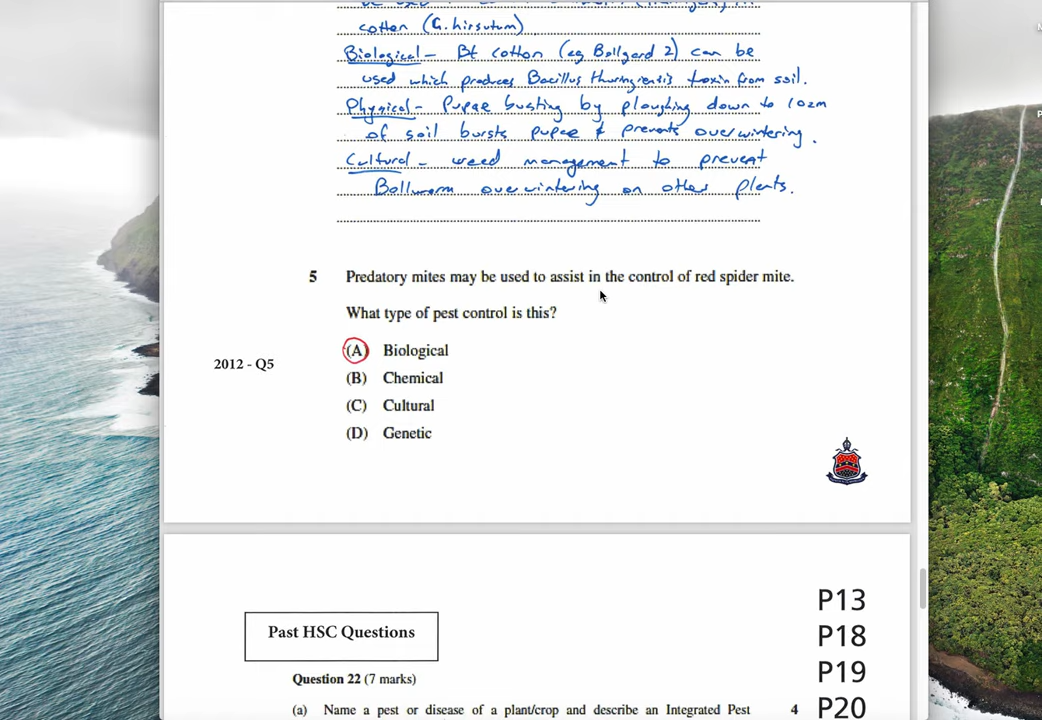 cotton (G. hirsutum)
Biological - Bt cotton (eg Bollgard 2) can be
used which produces Bacillus thuringiensis toxin from soil.
Physical - Pupae busting by ploughing down to 10cm
of soil bursts pupae & prevents overwintering.
Cultural - weed management to prevent
Bollworm overwintering on other plants.
5 Predatory mites may be used to assist in the control of red spider mite.
What type of pest control is this?
(A) Biological
2012 - Q5
(B) Chemical
(C) Cultural
(D) Genetic
P13
Past HSC Questions
P18
P19
Question 22 (7 marks)
(a) Name a pest or disease of a plant/crop and describe an Integrated Pest 4
P20